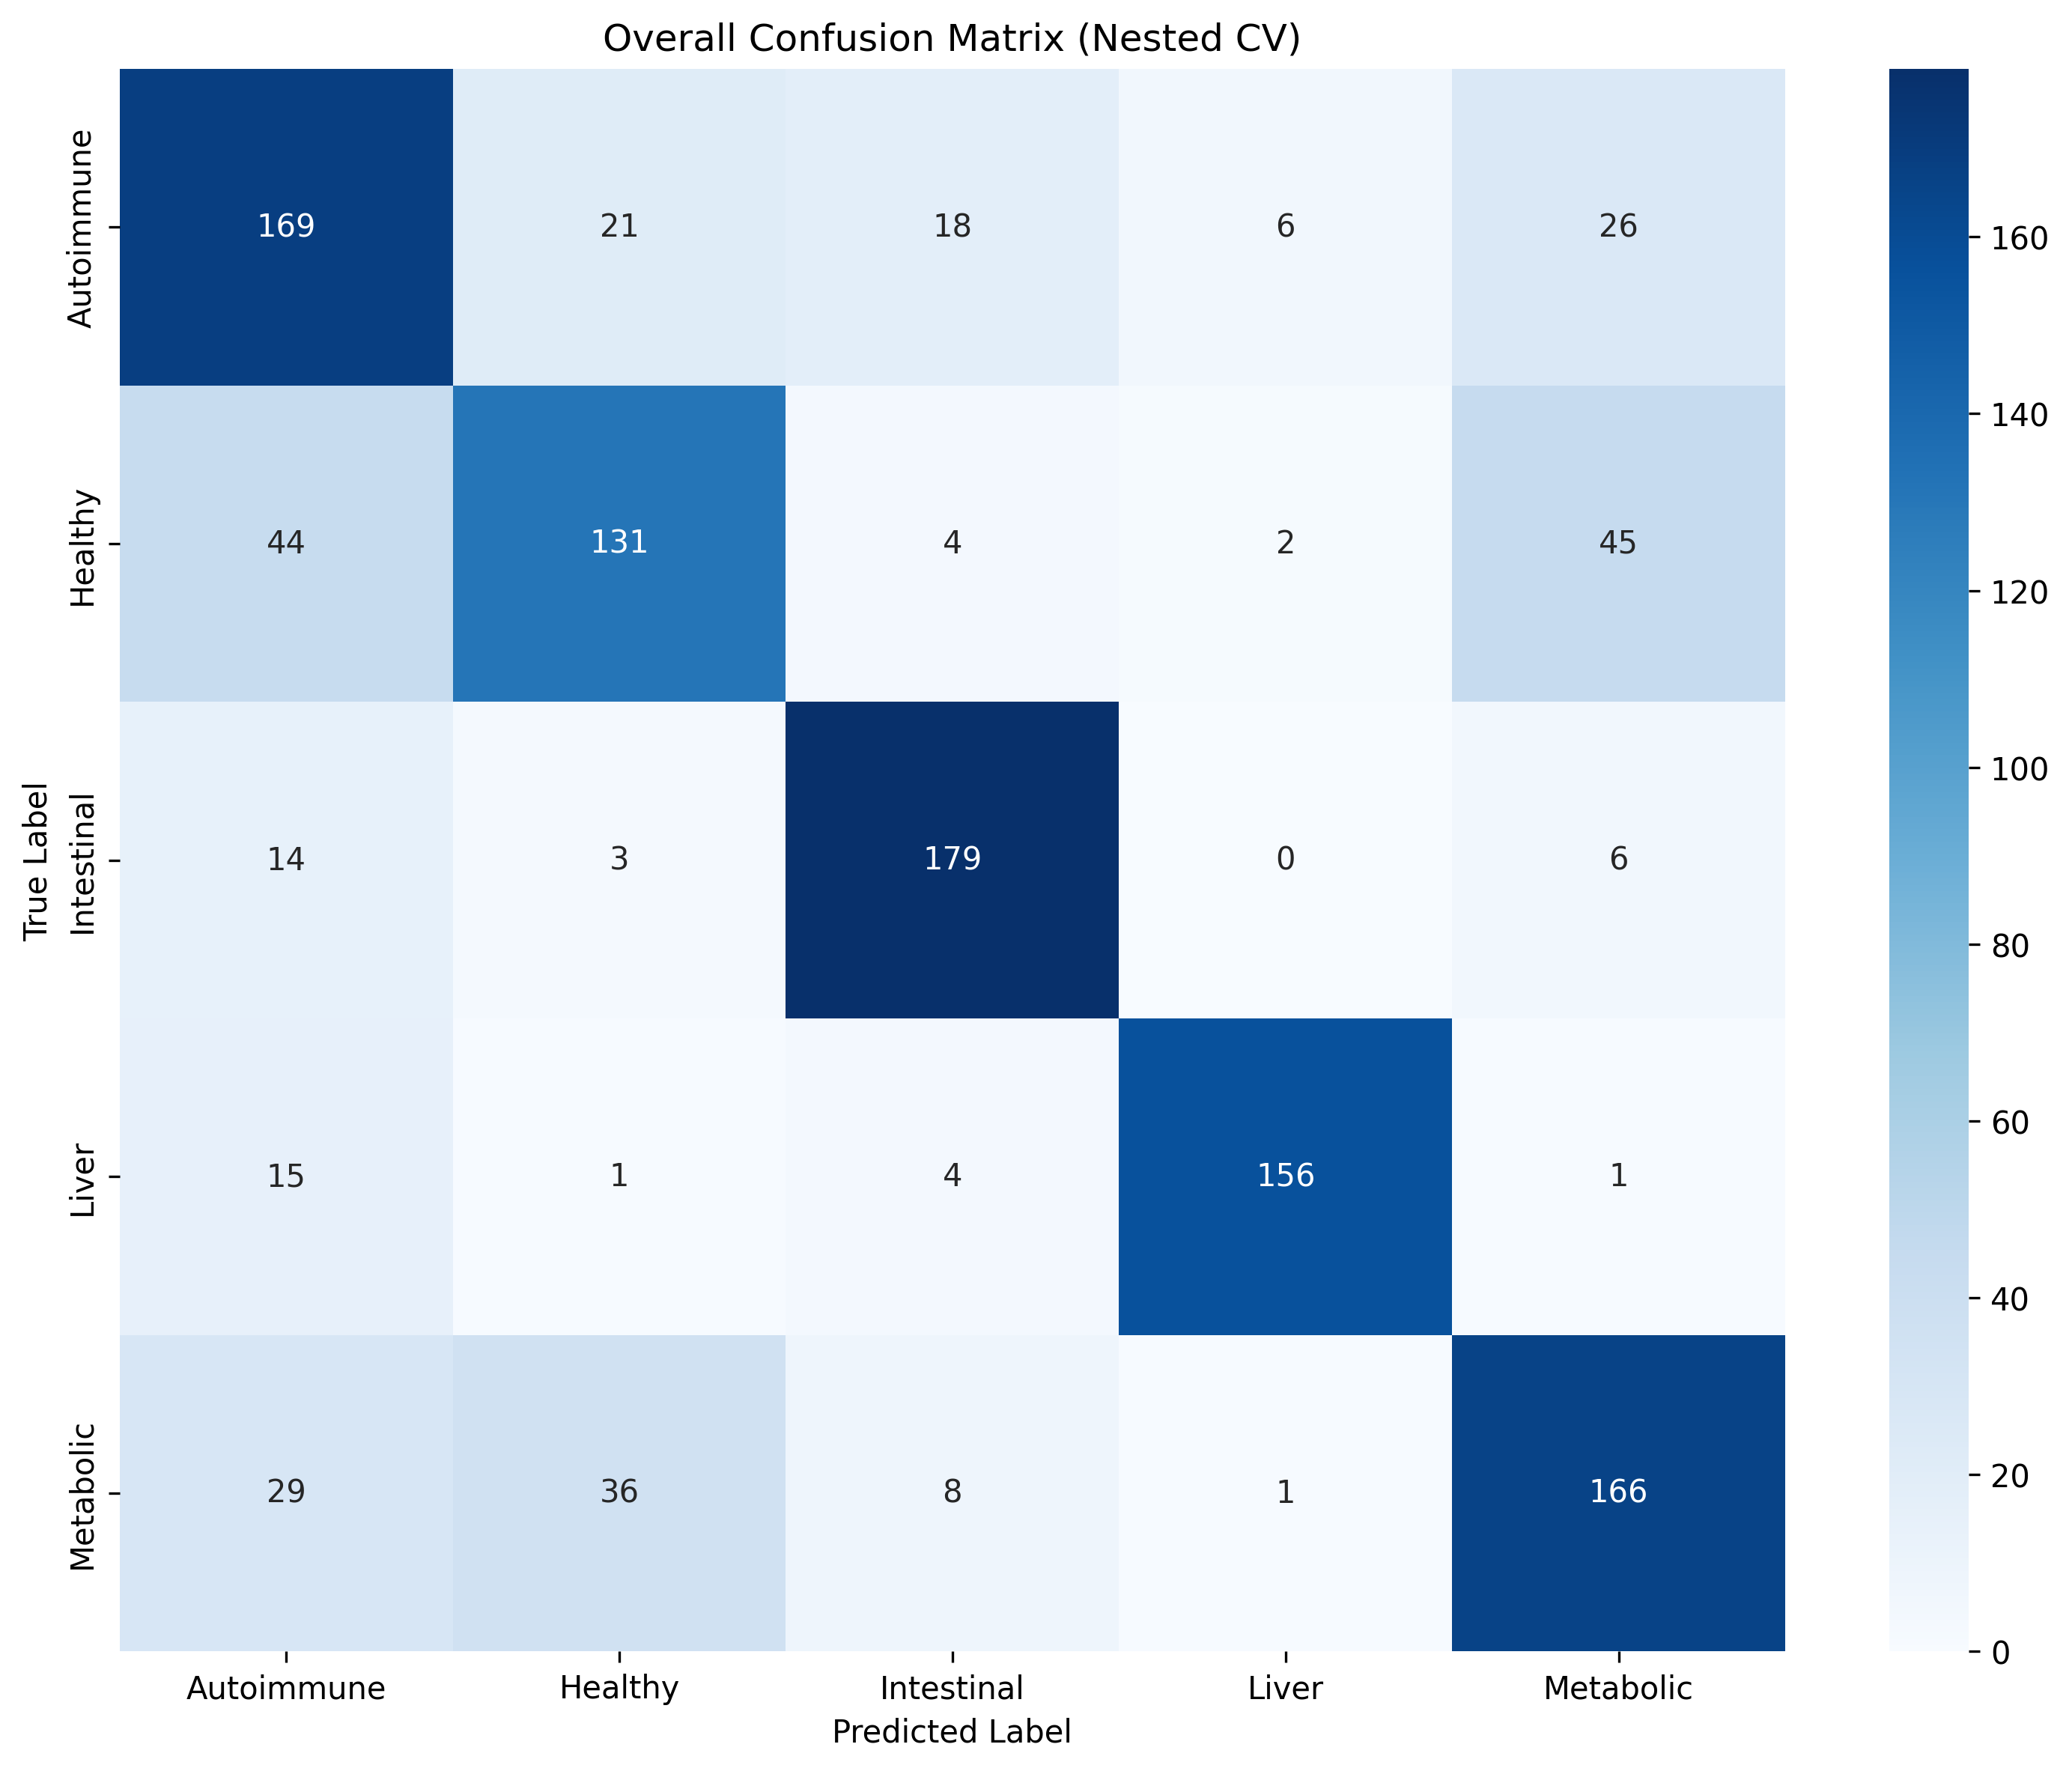 Overall Confusion Matrix (Nested CV)
True Label
Autoimmune
169 21 18 6 26
Healthy
44 131 4 2 45
Intestinal
14 3 179 0 6
Liver
15 1 4 156 1
Metabolic
29 36 8 1 166
Autoimmune Healthy Intestinal Liver Metabolic
Predicted Label
160
140
120
100
80
60
40
20
0